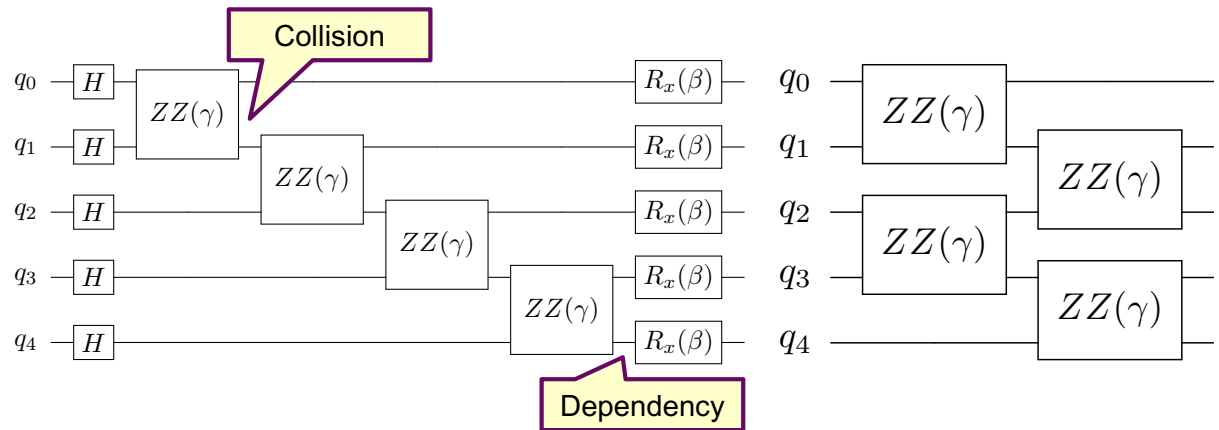 Collision
q0 H ZZ(γ) Rx(β)
q1 H ZZ(γ) Rx(β)
q2 H ZZ(γ) Rx(β)
q3 H ZZ(γ) Rx(β)
q4 H Rx(β)
Dependency
q0 ZZ(γ)
q1 ZZ(γ)
q2 ZZ(γ)
q3 ZZ(γ)
q4